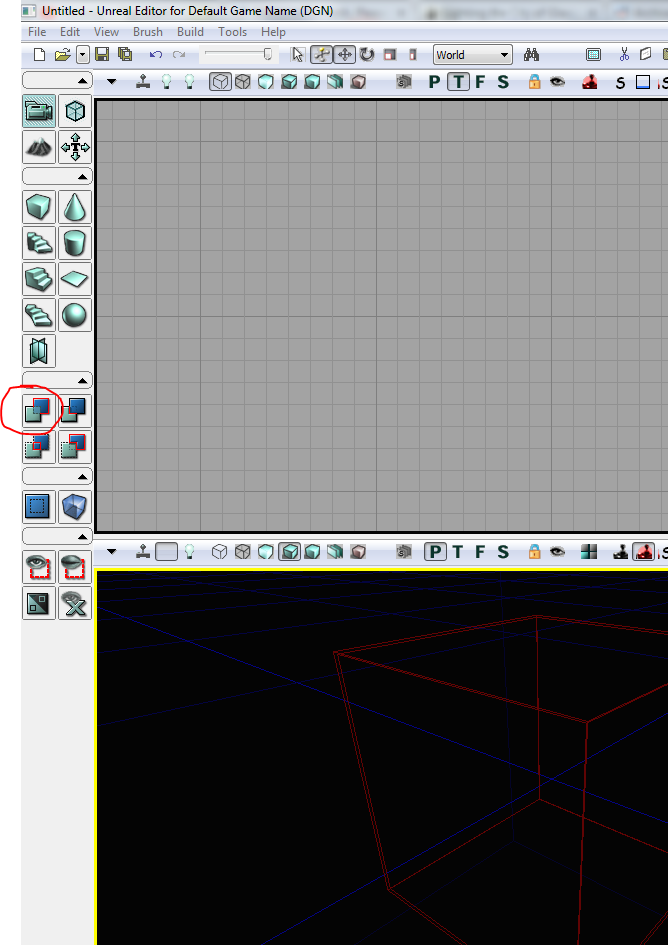 Untitled - Unreal Editor for Default Game Name (DGN)
File Edit View Brush Build Tools Help
World
P T F S S
P T F S S